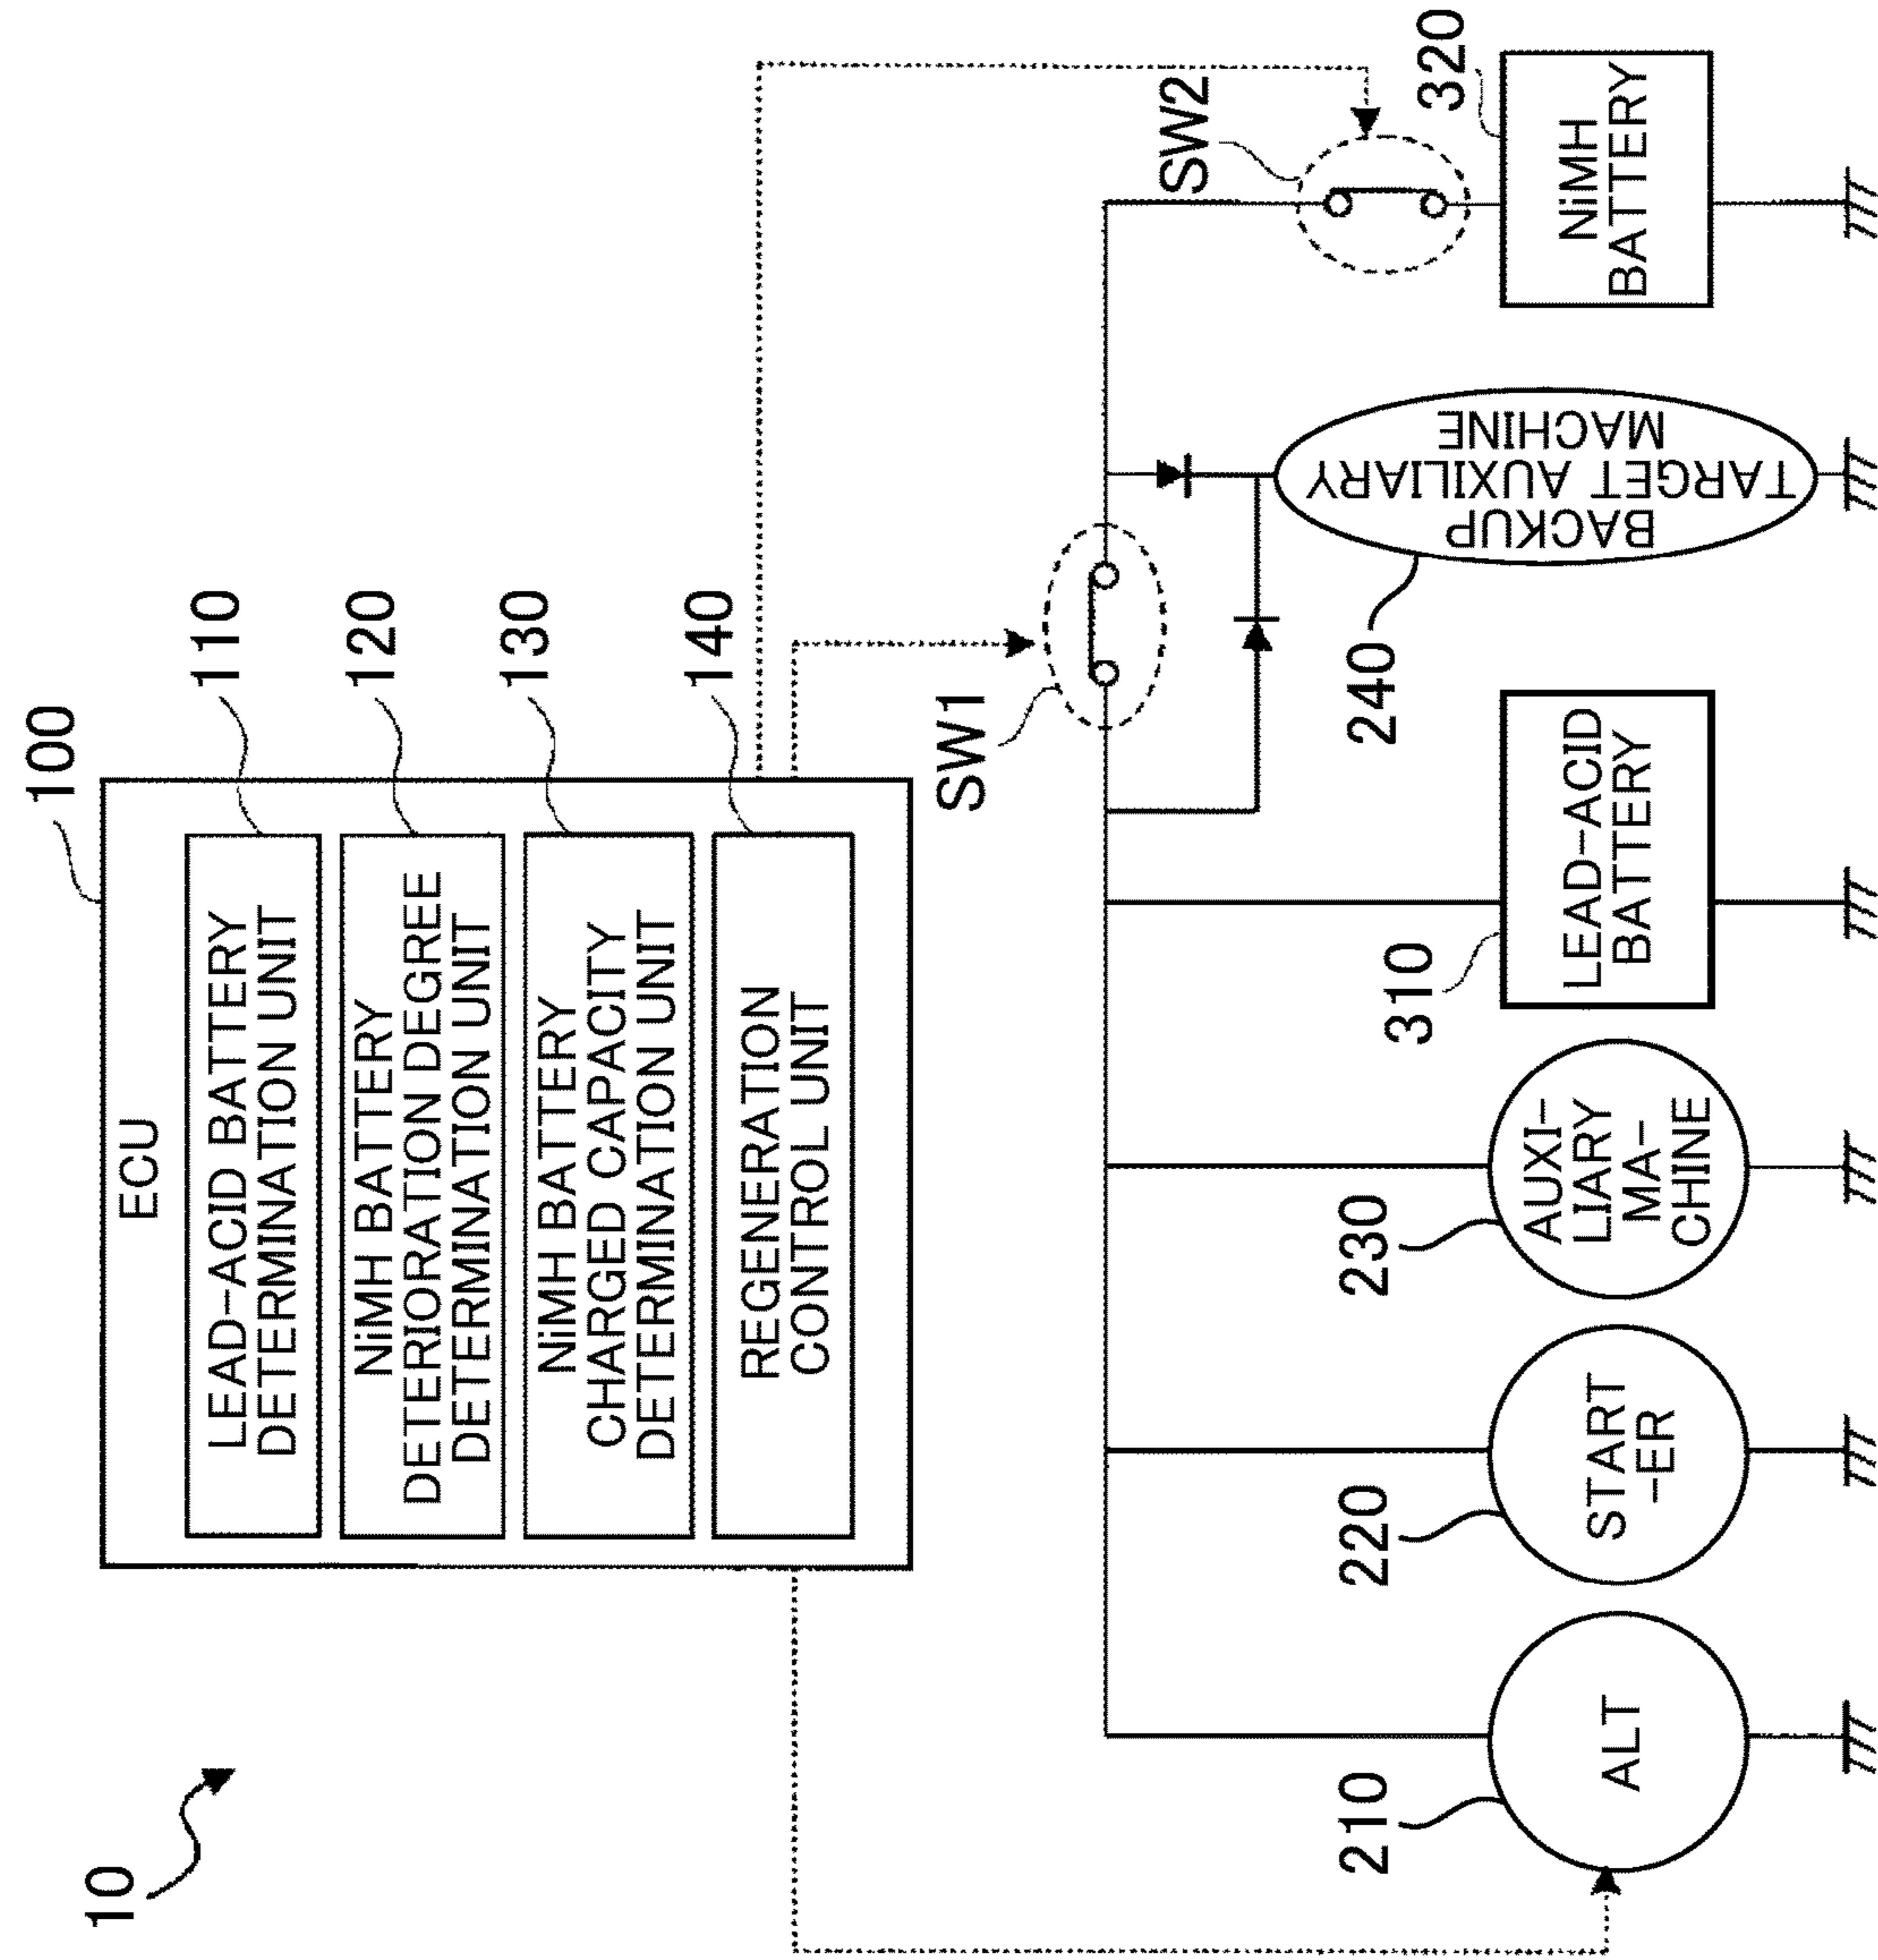 10
100
ECU
LEAD-ACID BATTERY
DETERMINATION UNIT
110
NiMH BATTERY
DETERIORATION DEGREE
DETERMINATION UNIT
120
NiMH BATTERY
CHARGED CAPACITY
DETERMINATION UNIT
130
REGENERATION
CONTROL UNIT
140
SW1
SW2
210
ALT
220
START
-ER
230
AUXI-
LIARY
MA-
CHINE
310
LEAD-ACID
BATTERY
240
BACKUP
TARGET AUXILIARY
MACHINE
320
NiMH
BATTERY